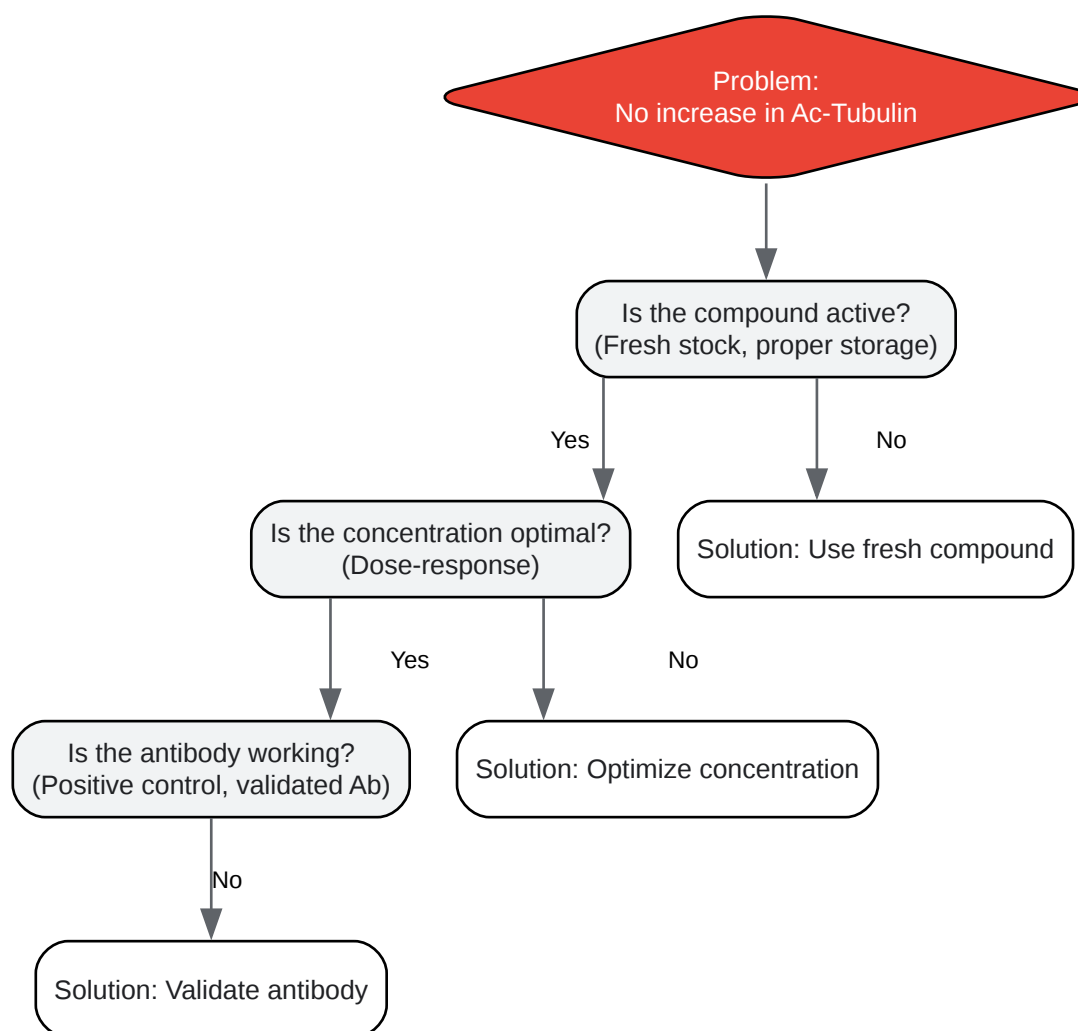 Problem:
No increase in Ac-Tubulin
Is the compound active?
(Fresh stock, proper storage)
Yes
No
Is the concentration optimal?
(Dose-response)
Solution: Use fresh compound
Yes
No
Is the antibody working?
(Positive control, validated Ab)
Solution: Optimize concentration
No
Solution: Validate antibody